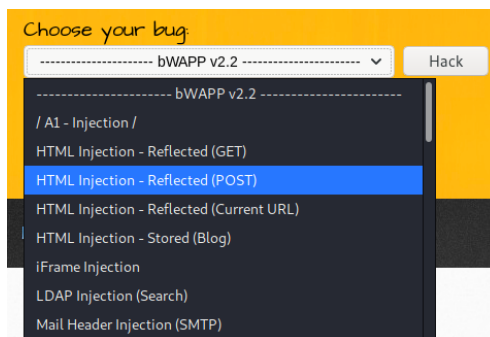 Choose your bug:
---------------------- bWAPP v2.2 ----------------------- Hack
----------------------- bWAPP v2.2 ------------------------
/ A1 - Injection /
HTML Injection - Reflected (GET)
HTML Injection - Reflected (POST)
HTML Injection - Reflected (Current URL)
HTML Injection - Stored (Blog)
iFrame Injection
LDAP Injection (Search)
Mail Header Injection (SMTP)